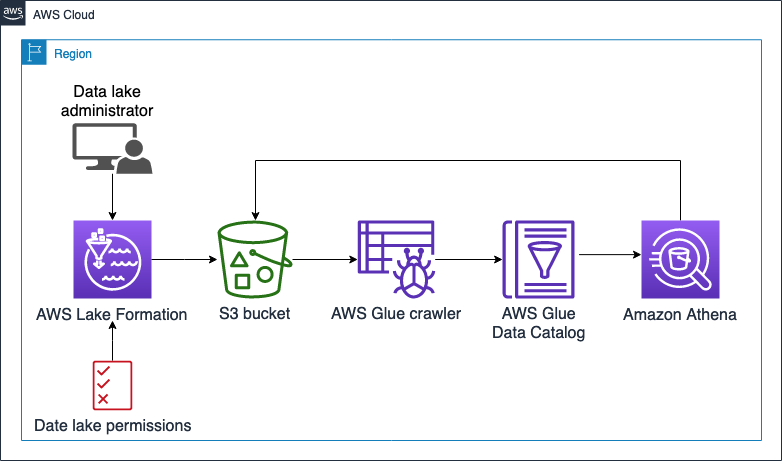 aws
AWS Cloud
Region
Data lake
administrator
AWS Lake Formation
S3 bucket
AWS Glue crawler
AWS Glue
Data Catalog
Amazon Athena
Date lake permissions